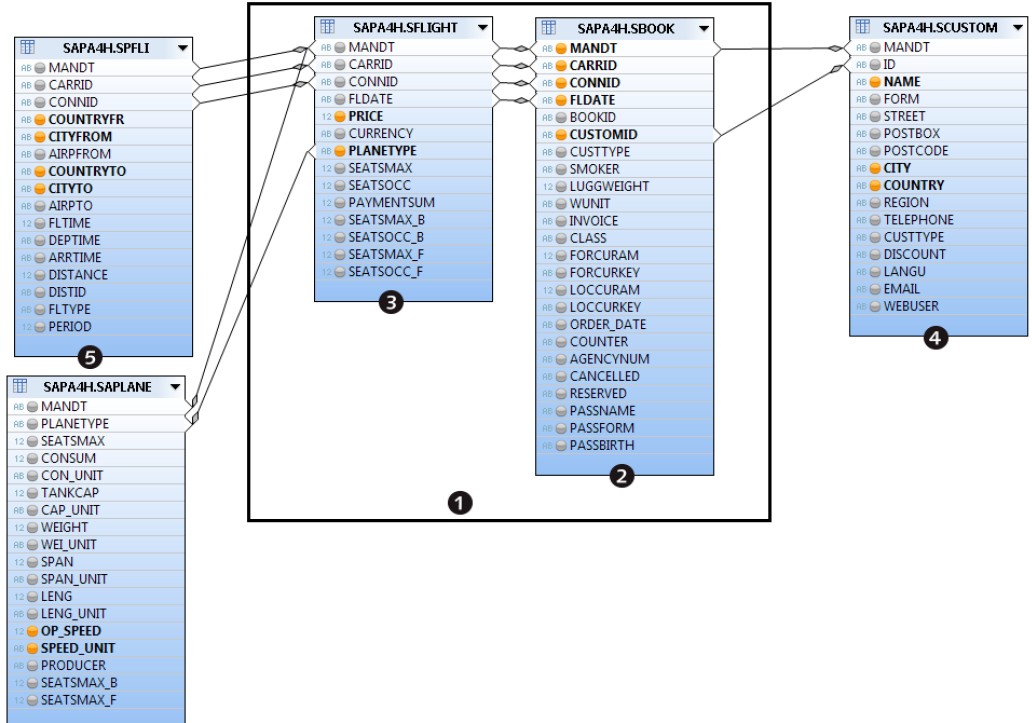 SAPA4H.SPFLI
AB MANDT
AB CARRID
AB CONNID
AB COUNTRYFR
AB CITYFROM
AB AIRPFROM
AB COUNTRYTO
AB CITYTO
AB AIRPTO
12 FLTIME
AB DEPTIME
AB ARRTIME
12 DISTANCE
AB DISTID
AB FLTYPE
12 PERIOD
5
SAPA4H.SAPLANE
AB MANDT
AB PLANETYPE
12 SEATSMAX
12 CONSUM
AB CON_UNIT
12 TANKCAP
AB CAP_UNIT
12 WEIGHT
AB WEI_UNIT
12 SPAN
AB SPAN_UNIT
12 LENG
AB LENG_UNIT
12 OP_SPEED
AB SPEED_UNIT
AB PRODUCER
12 SEATSMAX_B
12 SEATSMAX_F
SAPA4H.SFLIGHT
AB MANDT
AB CARRID
AB CONNID
AB FLDATE
12 PRICE
AB CURRENCY
AB PLANETYPE
12 SEATSMAX
12 SEATSOCC
12 PAYMENTSUM
12 SEATSMAX_B
12 SEATSOCC_B
12 SEATSMAX_F
12 SEATSOCC_F
3
SAPA4H.SBOOK
AB MANDT
AB CARRID
AB CONNID
AB FLDATE
AB BOOKID
AB CUSTOMID
AB CUSTTYPE
AB SMOKER
12 LUGGWEIGHT
AB WUNIT
AB INVOICE
AB CLASS
12 FORCURAM
AB FORCURKEY
12 LOCCURAM
AB LOCCURKEY
AB ORDER_DATE
AB COUNTER
AB AGENCYNUM
AB CANCELLED
AB RESERVED
AB PASSNAME
AB PASSFORM
AB PASSBIRTH
2
1
SAPA4H.SCUSTOM
AB MANDT
AB ID
AB NAME
AB FORM
AB STREET
AB POSTBOX
AB POSTCODE
AB CITY
AB COUNTRY
AB REGION
AB TELEPHONE
AB CUSTTYPE
AB DISCOUNT
AB LANGU
AB EMAIL
AB WEBUSER
4